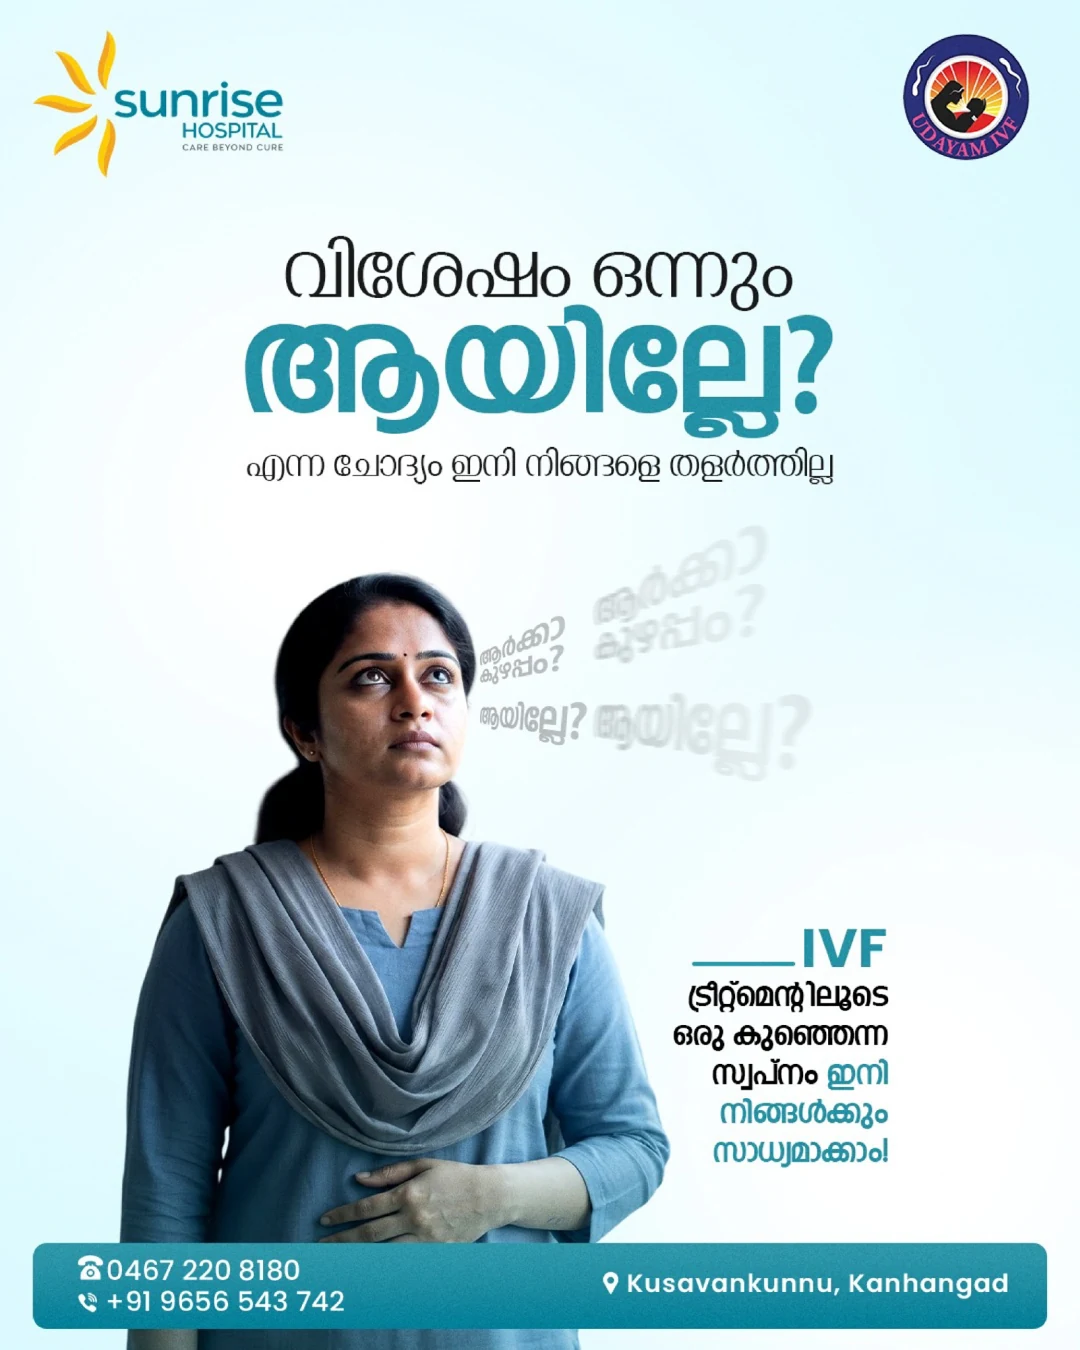 sunrise
HOSPITAL
CARE BEYOND CURE
UDAYAM IVF
വിശേഷം ഒന്നും
ആയില്ലേ?
എന്ന ചോദ്യം ഇനി നിങ്ങളെ തളർത്തില്ല
ആർക്കാ
കുഴപ്പം?
ആർക്കാ
കുഴപ്പം?
ആയില്ലേ?
ആയില്ലേ?
IVF
ട്രീറ്റ്മെന്റിലൂടെ
ഒരു കുഞ്ഞെന്ന
സ്വപ്നം ഇനി
നിങ്ങൾക്കും
സാധ്യമാക്കാം!
0467 220 8180
+91 9656 543 742
Kusavankunnu, Kanhangad